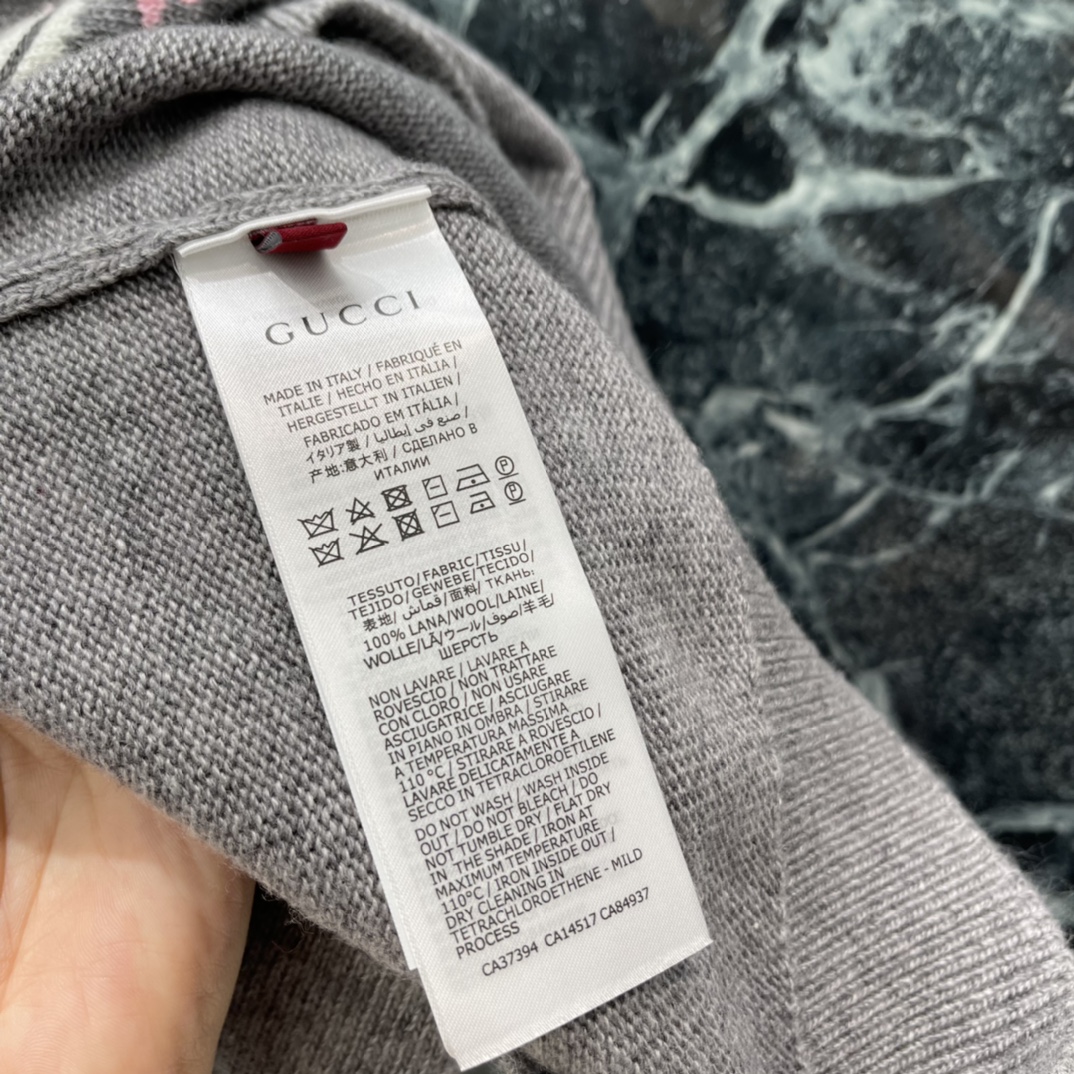 GUCCI
MADE IN ITALY / FABRIQUÉ EN
ITALIE / HECHO EN ITALIA /
HERGESTELLT IN ITALIEN /
FABRICADO EM ITÁLIA /
イタリア製 / صنع في إيطاليا /
产地:意大利 / СДЕЛАНО В
ИТАЛИИ
P
P
TESSUTO/FABRIC/TISSU/
TEJIDO/GEWEBE/TECIDO/
表地/ قماش/面料/ ТКАНЬ:
100% LANA/WOOL/LAINE/
WOLLE/LÃ/ウール/صوف/羊毛/
ШЕРСТЬ
NON LAVARE / LAVARE A
ROVESCIO / NON TRATTARE
CON CLORO / NON USARE
ASCIUGATRICE / ASCIUGARE
IN PIANO IN OMBRA / STIRARE
A TEMPERATURA MASSIMA
110 °C / STIRARE A ROVESCIO /
LAVARE DELICATAMENTE A
SECCO IN TETRACLOROETILENE
DO NOT WASH / WASH INSIDE
OUT / DO NOT BLEACH / DO
NOT TUMBLE DRY / FLAT DRY
IN THE SHADE / IRON AT
MAXIMUM TEMPERATURE
110°C / IRON INSIDE OUT /
DRY CLEANING IN
TETRACHLOROETHENE - MILD
PROCESS
CA37394 CA14517 CA84937